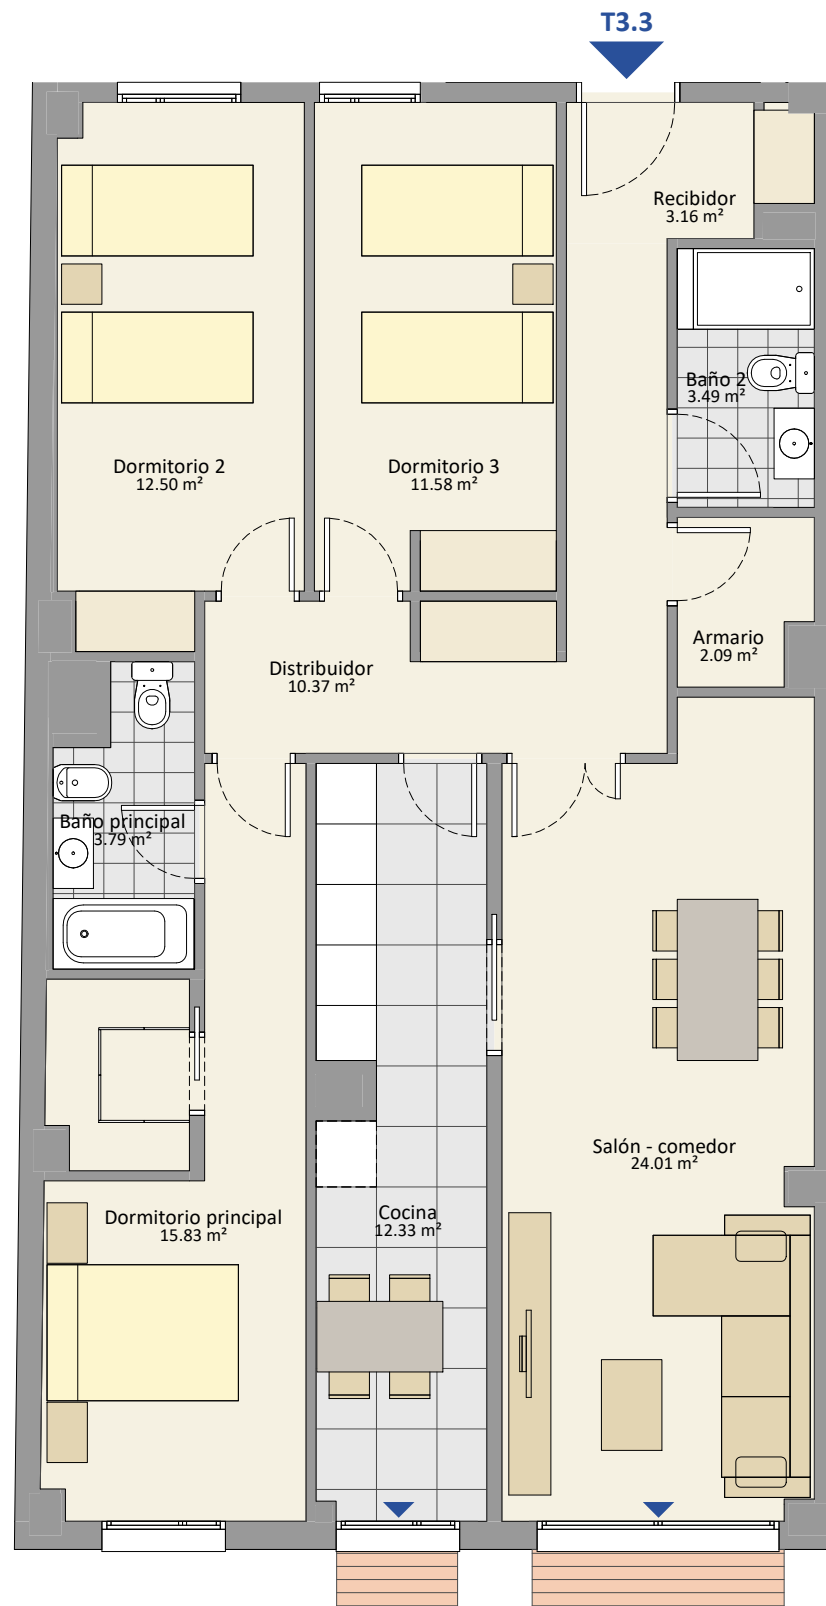 T3.3
Recibidor
3.16 m²
Baño 2
3.49 m²
Dormitorio 2
12.50 m²
Dormitorio 3
11.58 m²
Armario
2.09 m²
Distribuidor
10.37 m²
Baño principal
3.79 m²
Salón - comedor
24.01 m²
Dormitorio principal
15.83 m²
Cocina
12.33 m²